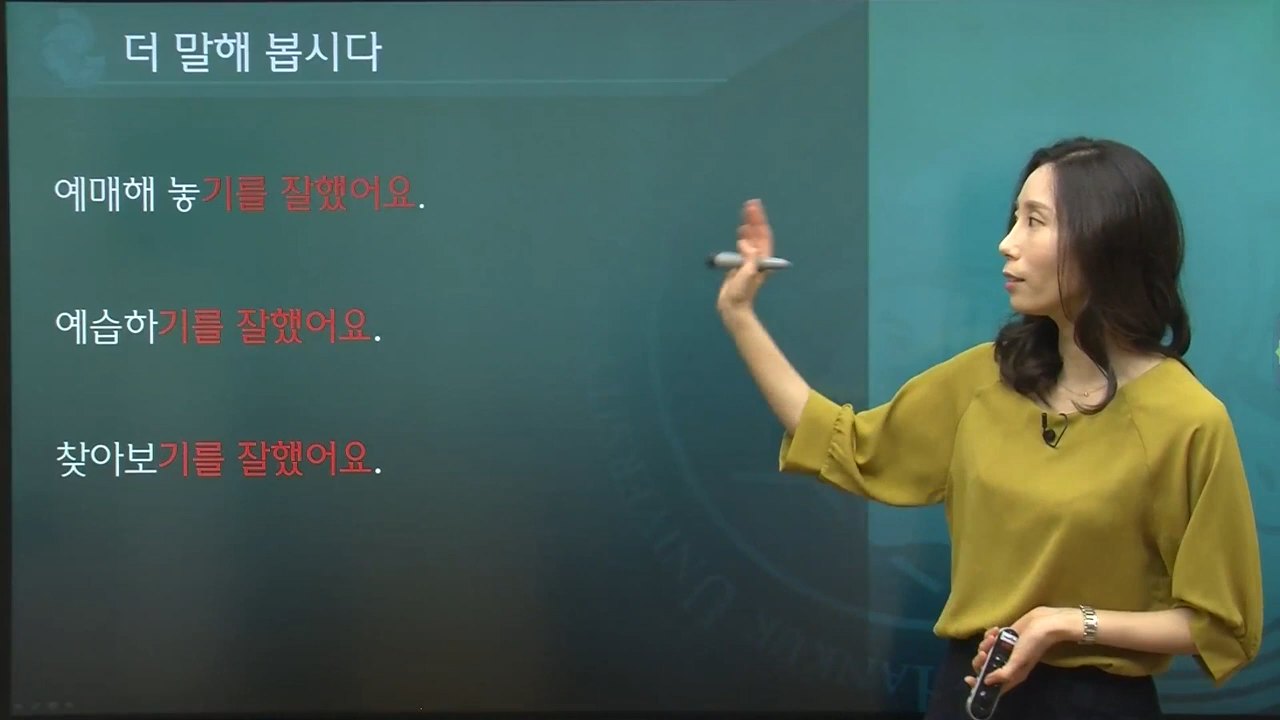 더 말해 봅시다
예매해 놓기를 잘했어요.
예습하기를 잘했어요.
찾아보기를 잘했어요.